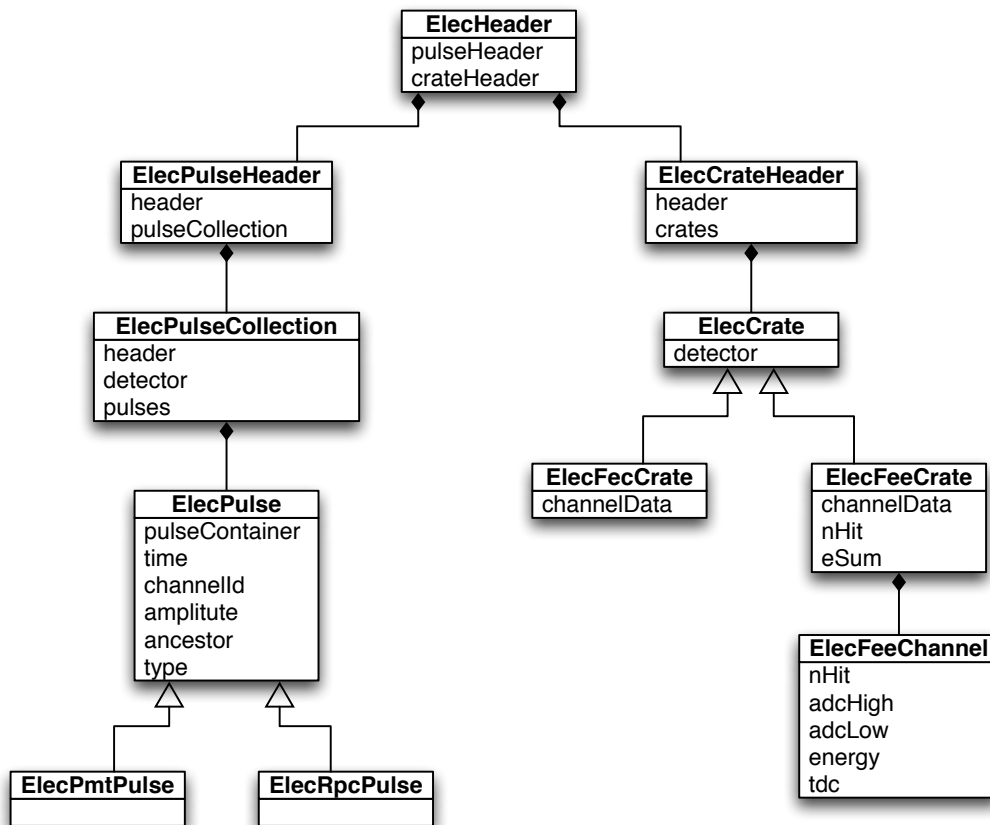 ElecHeader
pulseHeader
crateHeader
ElecPulseHeader
header
pulseCollection
ElecCrateHeader
header
crates
ElecPulseCollection
header
detector
pulses
ElecCrate
detector
ElecFecCrate
channelData
ElecFeeCrate
channelData
nHit
eSum
ElecPulse
pulseContainer
time
channelId
amplitute
ancestor
type
ElecFeeChannel
nHit
adcHigh
adcLow
energy
tdc
ElecPmtPulse
ElecRpcPulse